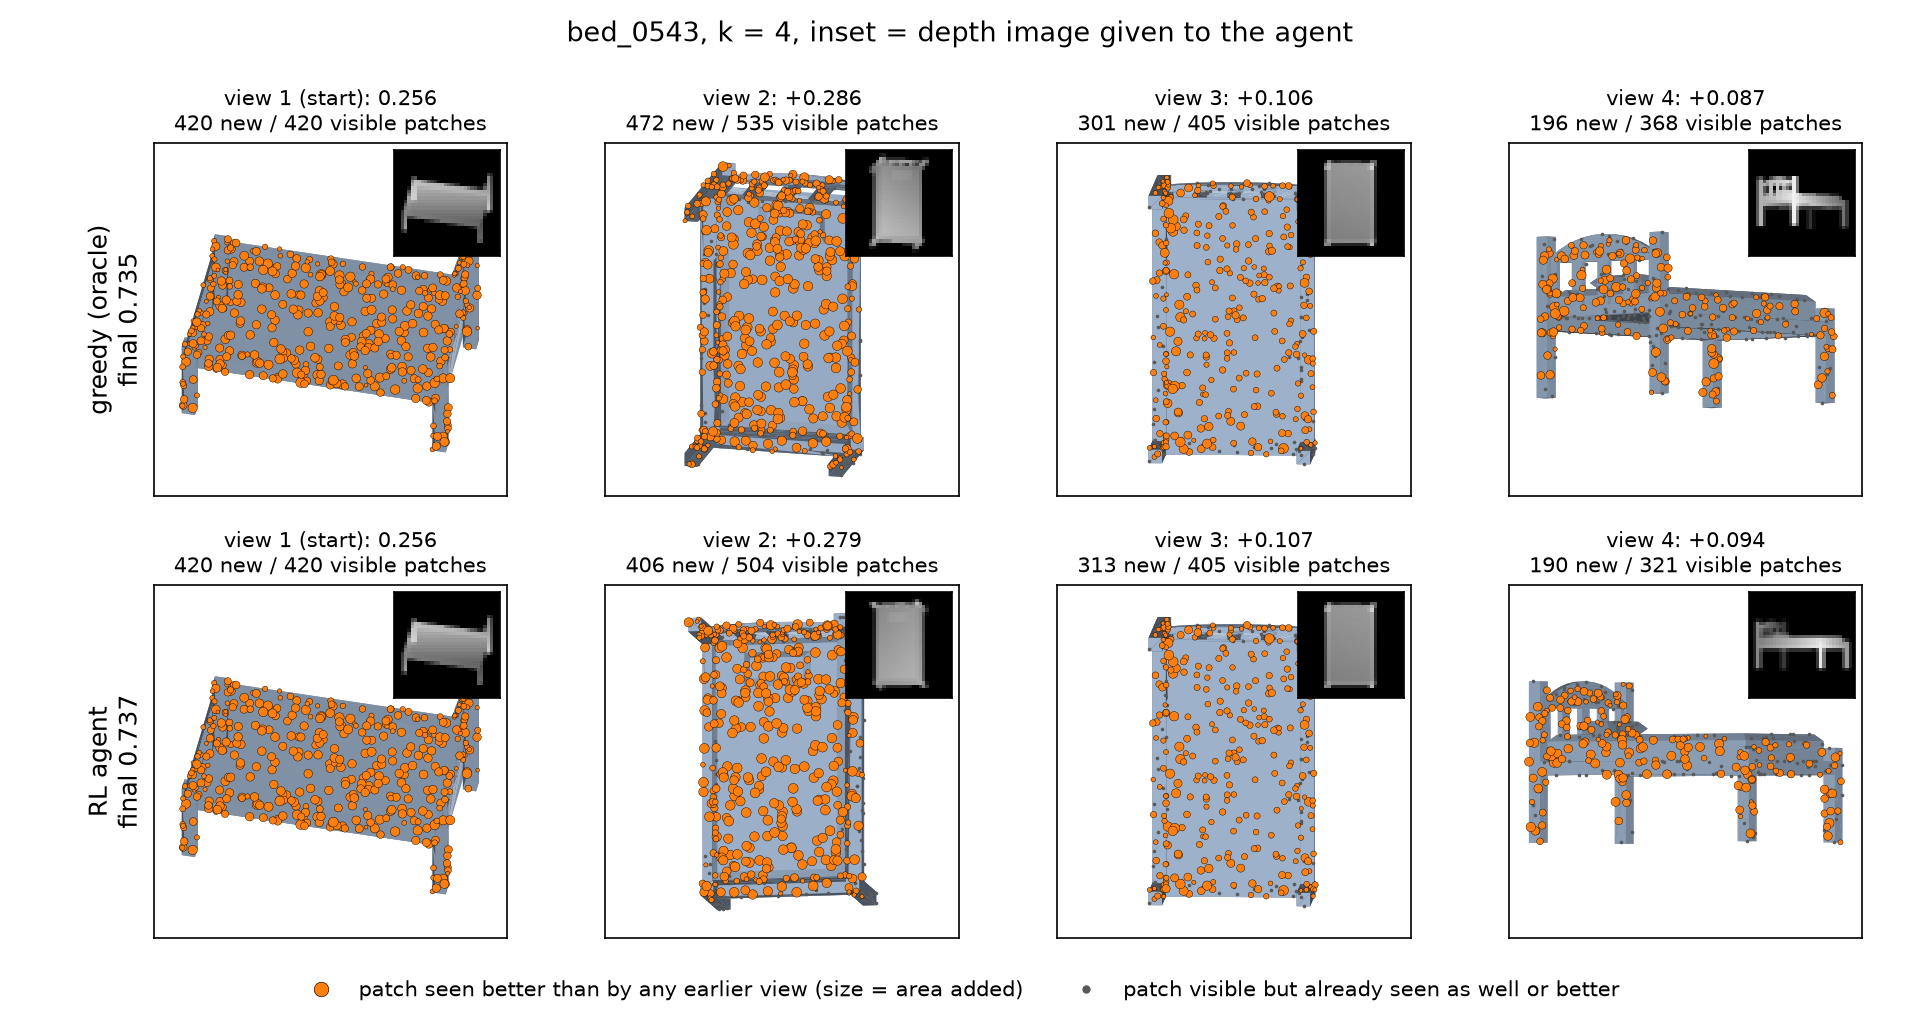 bed_0543, k = 4, inset = depth image given to the agent
view 1 (start): 0.256
420 new / 420 visible patches
view 2: +0.286
472 new / 535 visible patches
view 3: +0.106
301 new / 405 visible patches
view 4: +0.087
196 new / 368 visible patches
greedy (oracle)
final 0.735
view 1 (start): 0.256
420 new / 420 visible patches
view 2: +0.279
406 new / 504 visible patches
view 3: +0.107
313 new / 405 visible patches
view 4: +0.094
190 new / 321 visible patches
RL agent
final 0.737
patch seen better than by any earlier view (size = area added)
patch visible but already seen as well or better